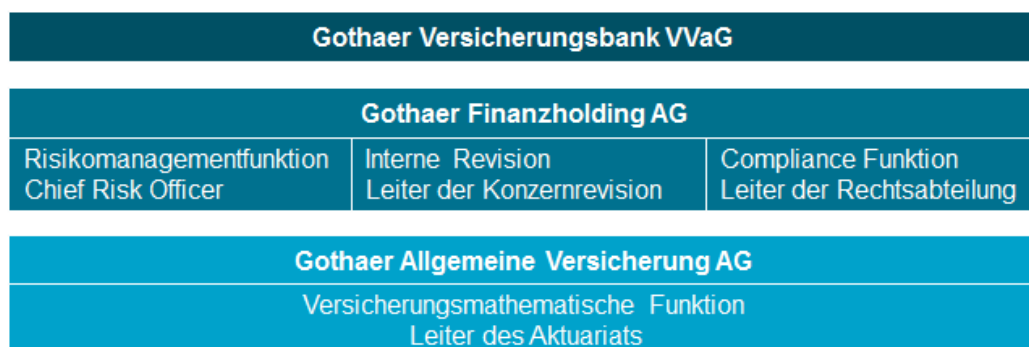 Gothaer Versicherungsbank VVaG
Gothaer Finanzholding AG
Risikomanagementfunktion
Chief Risk Officer
Interne Revision
Leiter der Konzernrevision
Compliance Funktion
Leiter der Rechtsabteilung
Gothaer Allgemeine Versicherung AG
Versicherungsmathematische Funktion
Leiter des Aktuariats